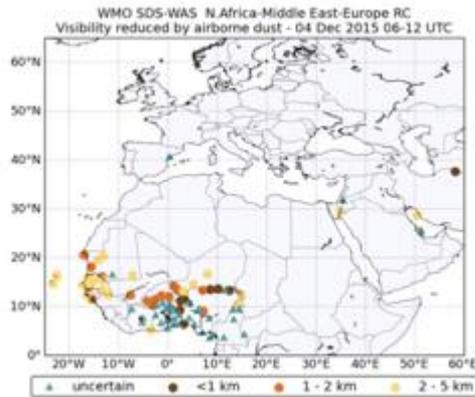 WMO SDS-WAS N.Africa-Middle East-Europe RC
Visibility reduced by airborne dust - 04 Dec 2015 06-12 UTC
60°N
50°N
40°N
30°N
20°N
10°N
0°
20°W 10°W 0° 10°E 20°E 30°E 40°E 50°E 60°E
uncertain <1 km 1 - 2 km 2 - 5 km